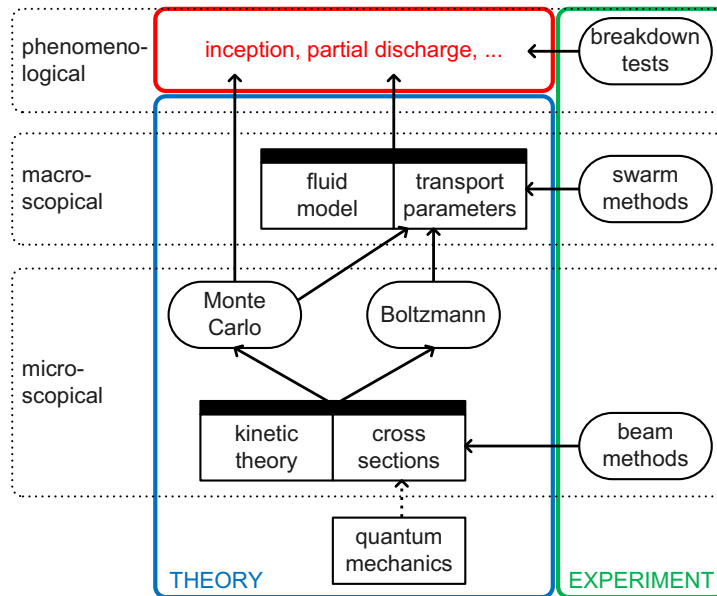 phenomeno-
logical
inception, partial discharge, ...
breakdown
tests
macro-
scopical
fluid
model
transport
parameters
swarm
methods
micro-
scopical
Monte
Carlo
Boltzmann
kinetic
theory
cross
sections
beam
methods
quantum
mechanics
THEORY
EXPERIMENT